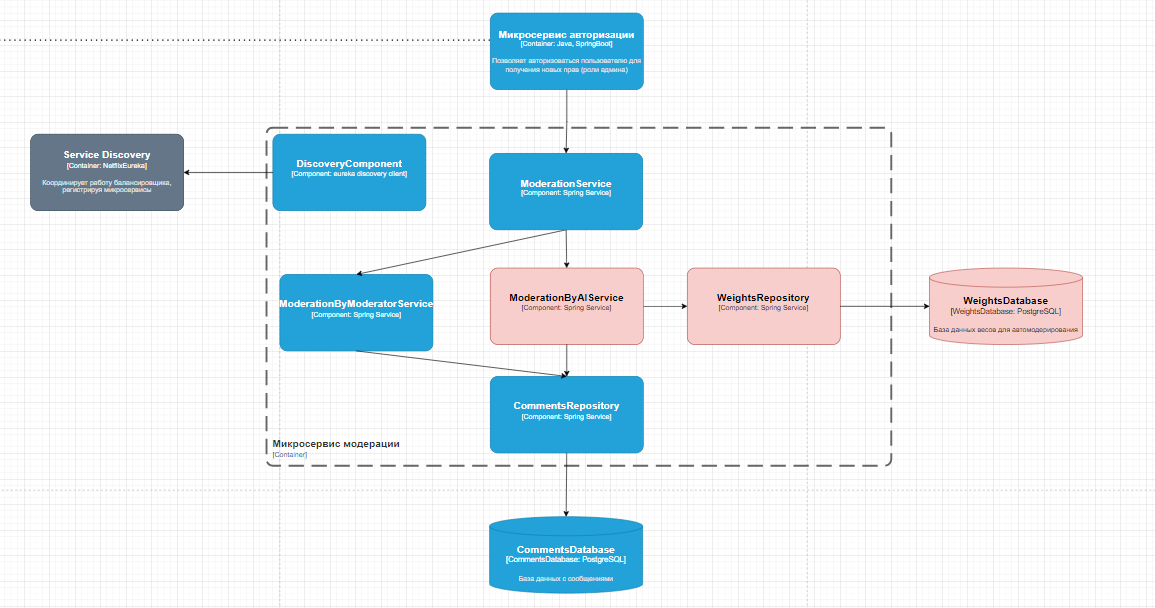 Микросервис авторизации
[Container: Java, SpringBoot]
Позволяет авторизоваться пользователю для
получения новых прав (роли админа)
Service Discovery
[Container: NetflixEureka]
Координирует работу балансировщика,
регистрируя микросервисы
DiscoveryComponent
[Component: eureka discovery client]
ModerationService
[Component: Spring Service]
ModerationByModeratorService
[Component: Spring Service]
ModerationByAIService
[Component: Spring Service]
WeightsRepository
[Component: Spring Service]
WeightsDatabase
[WeightsDatabase: PostgreSQL]
База данных весов для автомодерирования
CommentsRepository
[Component: Spring Service]
Микросервис модерации
[Container]
CommentsDatabase
[CommentsDatabase: PostgreSQL]
База данных с сообщениями